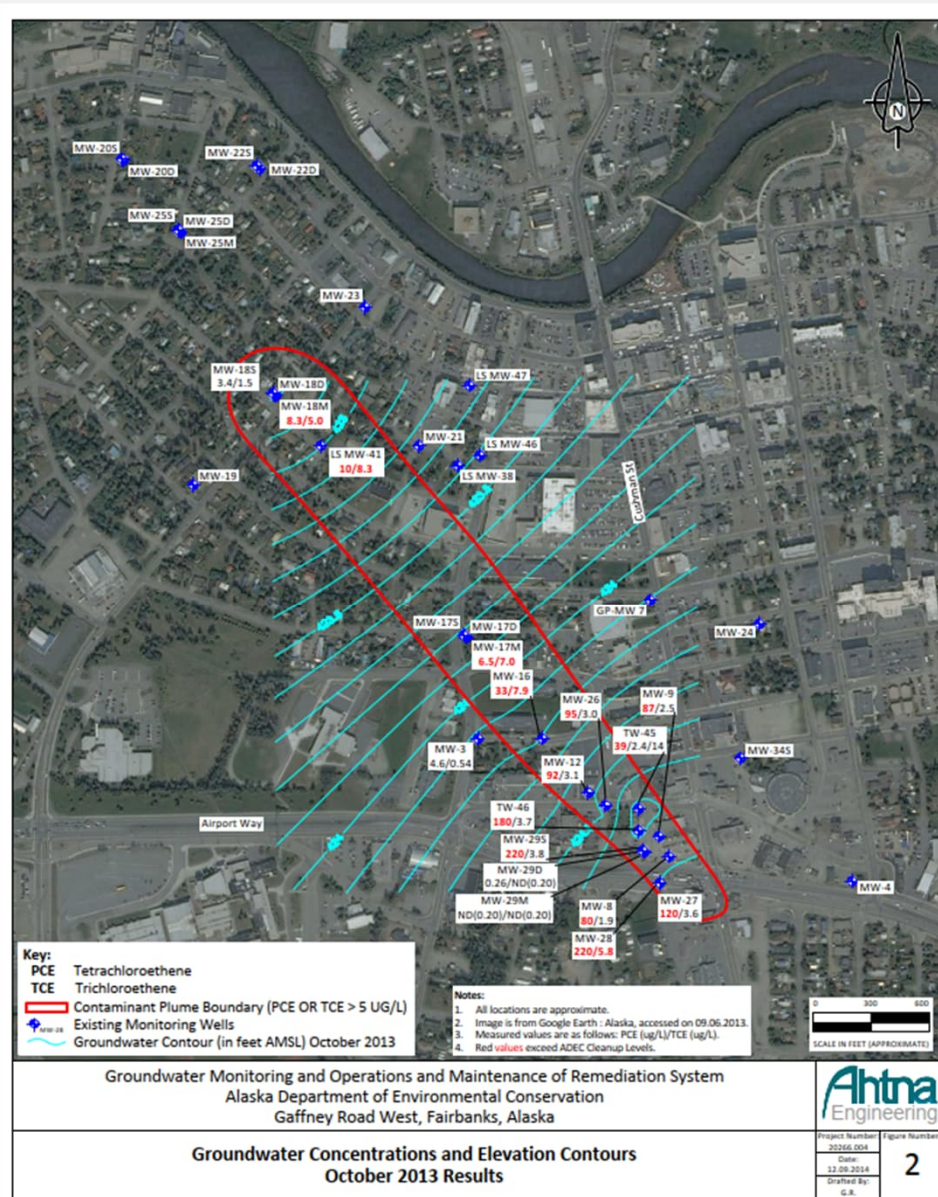 N
MW-20S
MW-20D
MW-22S
MW-22D
MW-25S
MW-25D
MW-25M
MW-23
MW-18S
3.4/1.5
MW-18D
MW-18M
8.3/5.0
LS MW-47
MW-21
LS MW-46
LS MW-41
10/8.3
LS MW-38
MW-19
Cushman St
GP-MW 7
MW-24
MW-17S
MW-17D
MW-17M
6.5/7.0
MW-16
33/7.9
MW-26
95/3.0
MW-9
87/2.5
TW-45
39/2.4/14
MW-3
4.6/0.54
MW-12
92/3.1
MW-34S
Airport Way
TW-46
180/3.7
MW-29S
220/3.8
MW-29D
0.26/ND(0.20)
MW-29M
ND(0.20)/ND(0.20)
MW-8
80/1.9
MW-27
120/3.6
MW-4
MW-28
220/5.8
Key:
PCE Tetrachloroethene
TCE Trichloroethene
Contaminant Plume Boundary (PCE OR TCE > 5 UG/L)
MW-28 Existing Monitoring Wells
Groundwater Contour (in feet AMSL) October 2013
Notes:
1. All locations are approximate.
2. Image is from Google Earth : Alaska, accessed on 09.06.2013.
3. Measured values are as follows: PCE (ug/L)/TCE (ug/L).
4. Red values exceed ADEC Cleanup Levels.
0 300 600
SCALE IN FEET (APPROXIMATE)
Groundwater Monitoring and Operations and Maintenance of Remediation System
Alaska Department of Environmental Conservation
Gaffney Road West, Fairbanks, Alaska
Groundwater Concentrations and Elevation Contours
October 2013 Results
Ahtna
Engineering
Project Number:
20266.004
Date:
12.09.2014
Drafted By:
G.R.
Figure Number
2